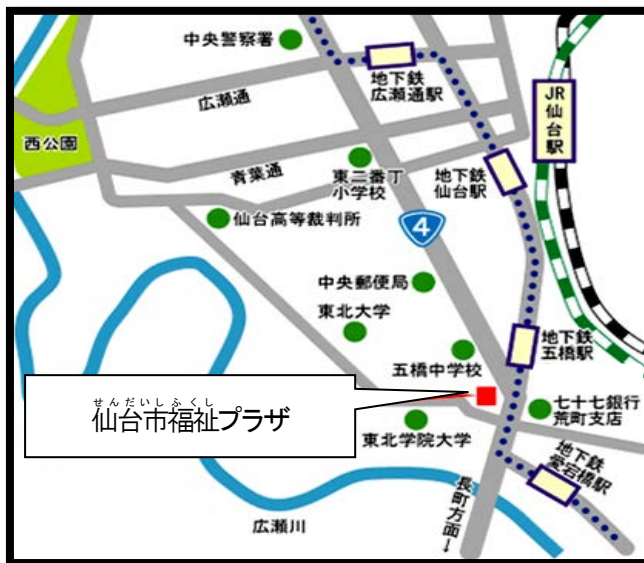 中央警察署
地下鉄
広瀬通駅
JR
仙台
駅
広瀬通
西公園
青葉通
東二番丁
小学校
地下鉄
仙台駅
仙台高等裁判所
4
中央郵便局
東北大学
地下鉄
五橋駅
五橋中学校
せんだいしふくし
仙台市福祉プラザ
七十七銀行
荒町支店
東北学院大学
地下鉄
愛宕橋駅
長町方面↓
広瀬川